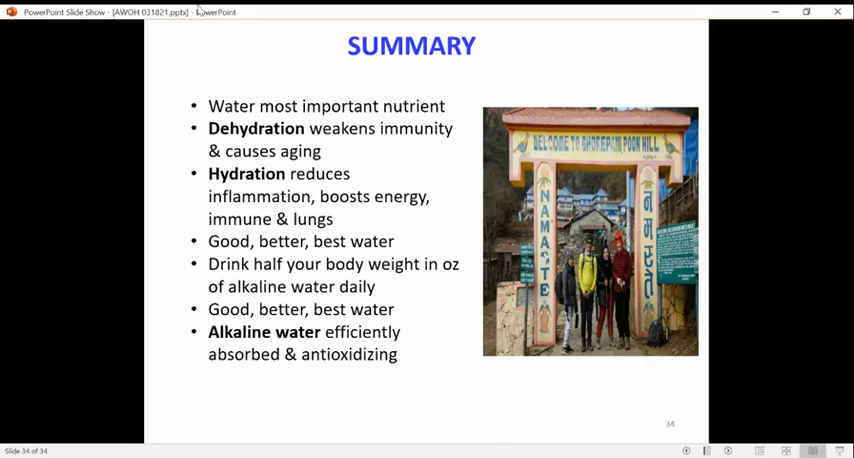 PowerPoint Slide Show - [AWOH 031821.pptx] - PowerPoint
SUMMARY
• Water most important nutrient
• Dehydration weakens immunity
& causes aging
• Hydration reduces
inflammation, boosts energy,
immune & lungs
• Good, better, best water
• Drink half your body weight in oz
of alkaline water daily
• Good, better, best water
• Alkaline water efficiently
absorbed & antioxidizing
WELCOME TO GHOREPANI POON HILL
NAMASTE
नमस्ते
34
Slide 34 of 34